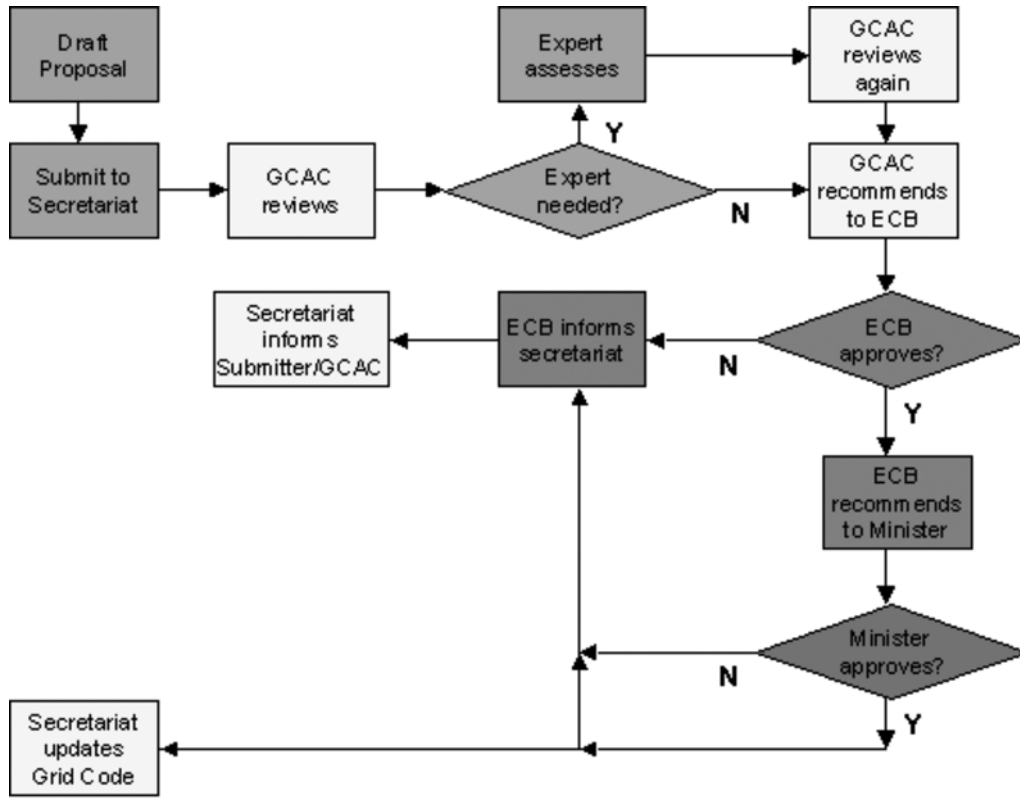 Draft
Proposal
Expert
assesses
GCAC
reviews
again
Y
Submit to
Secretariat
GCAC
reviews
Expert
needed?
N
GCAC
recommends
to ECB
Secretariat
informs
Submitter/GCAC
ECB informs
secretariat
N
ECB
approves?
Y
ECB
recommends
to Minister
Minister
approves?
N
Y
Secretariat
updates
Grid Code